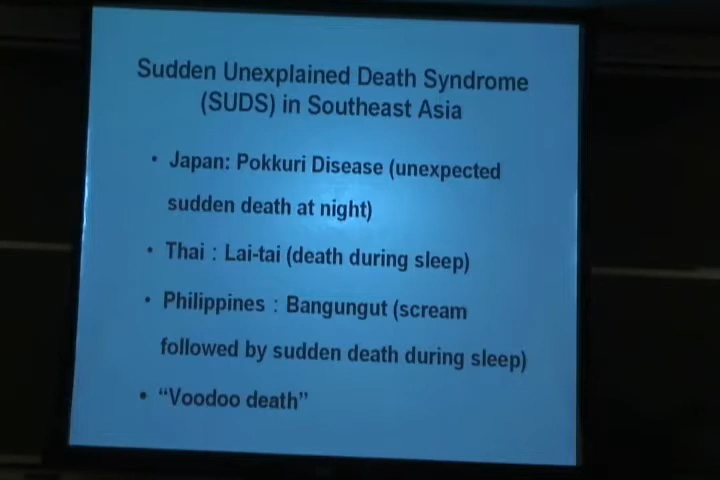 Sudden Unexplained Death Syndrome
(SUDS) in Southeast Asia
• Japan: Pokkuri Disease (unexpected
sudden death at night)
• Thai : Lai-tai (death during sleep)
• Philippines : Bangungut (scream
followed by sudden death during sleep)
• “Voodoo death”